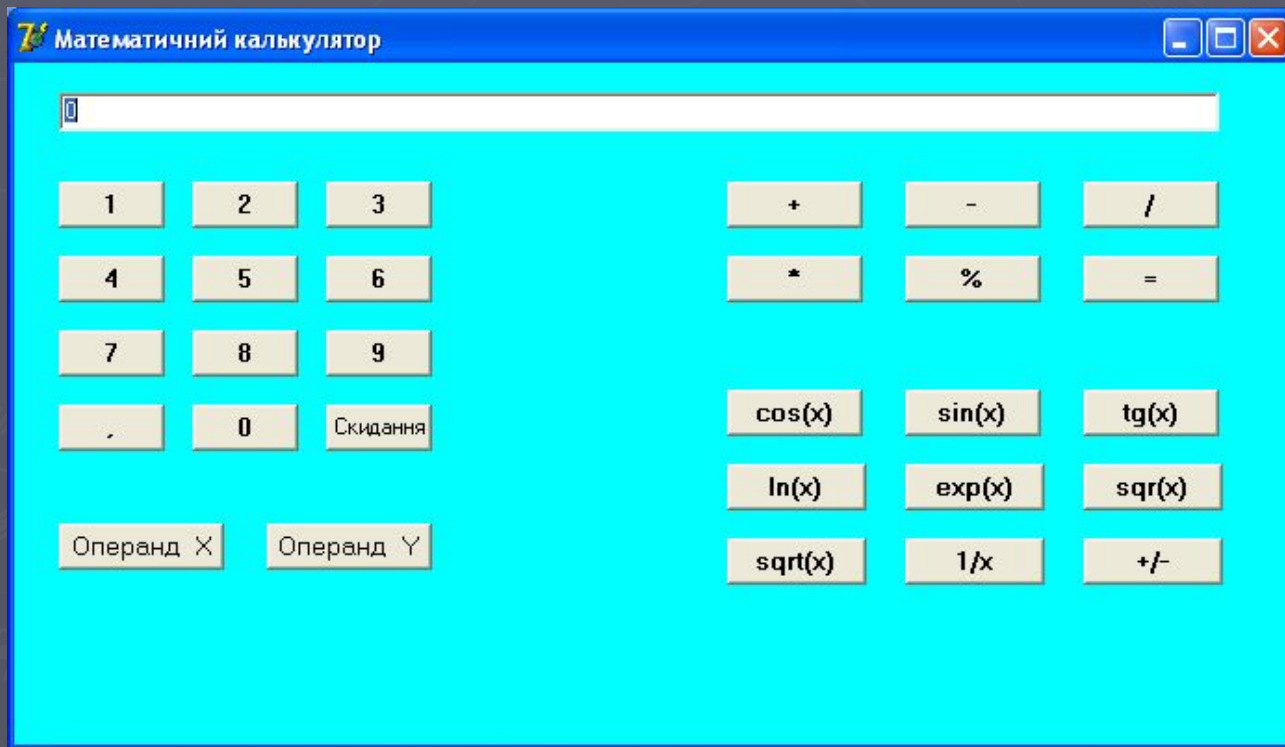 Математичний калькулятор
0
1 2 3 + - /
4 5 6 * % =
7 8 9
, 0 Скидання cos(x) sin(x) tg(x)
ln(x) exp(x) sqr(x)
Операнд X Операнд Y sqrt(x) 1/x +/-